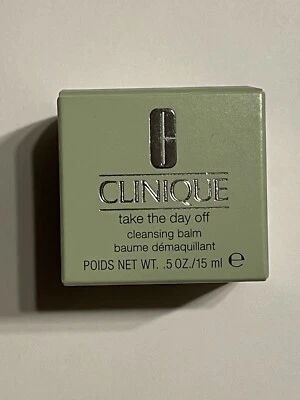 C
CLINIQUE
take the day off
cleansing balm
baume démaquillant
POIDS NET WT. .5 OZ./15 ml ℮